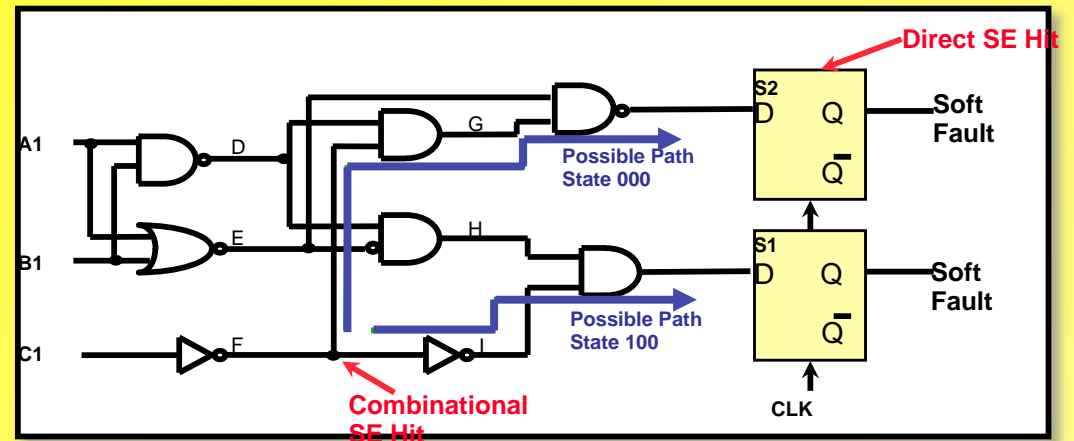 Direct SE Hit
S2
D Q
Q
Soft
Fault
A1
D
G
Possible Path
State 000
B1
E
H
S1
D Q
Q
Soft
Fault
C1
F
I
Possible Path
State 100
Combinational
SE Hit
CLK